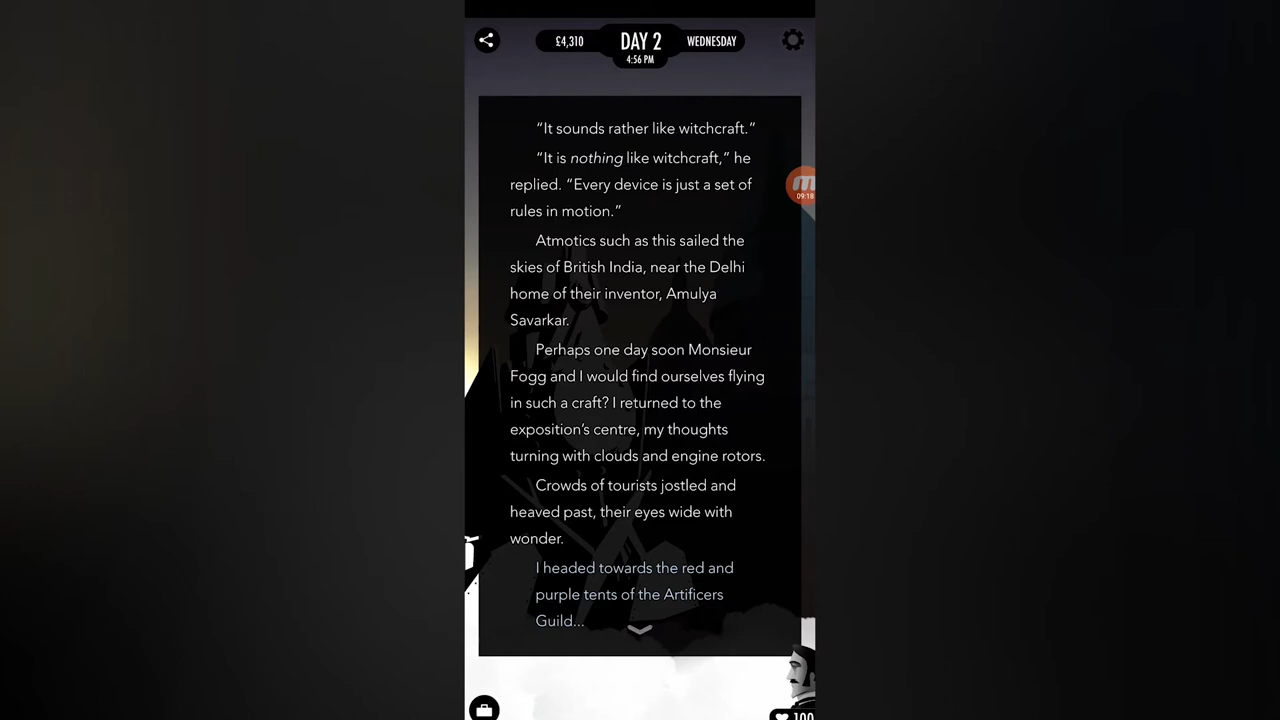 £4,310
DAY 2
WEDNESDAY
4:56 PM
“It sounds rather like witchcraft.”
“It is nothing like witchcraft,” he
replied. “Every device is just a set of
rules in motion.”
Atmotics such as this sailed the
skies of British India, near the Delhi
home of their inventor, Amulya
Savarkar.
Perhaps one day soon Monsieur
Fogg and I would find ourselves flying
in such a craft? I returned to the
exposition’s centre, my thoughts
turning with clouds and engine rotors.
Crowds of tourists jostled and
heaved past, their eyes wide with
wonder.
I headed towards the red and
purple tents of the Artificers
Guild...
09:18
100